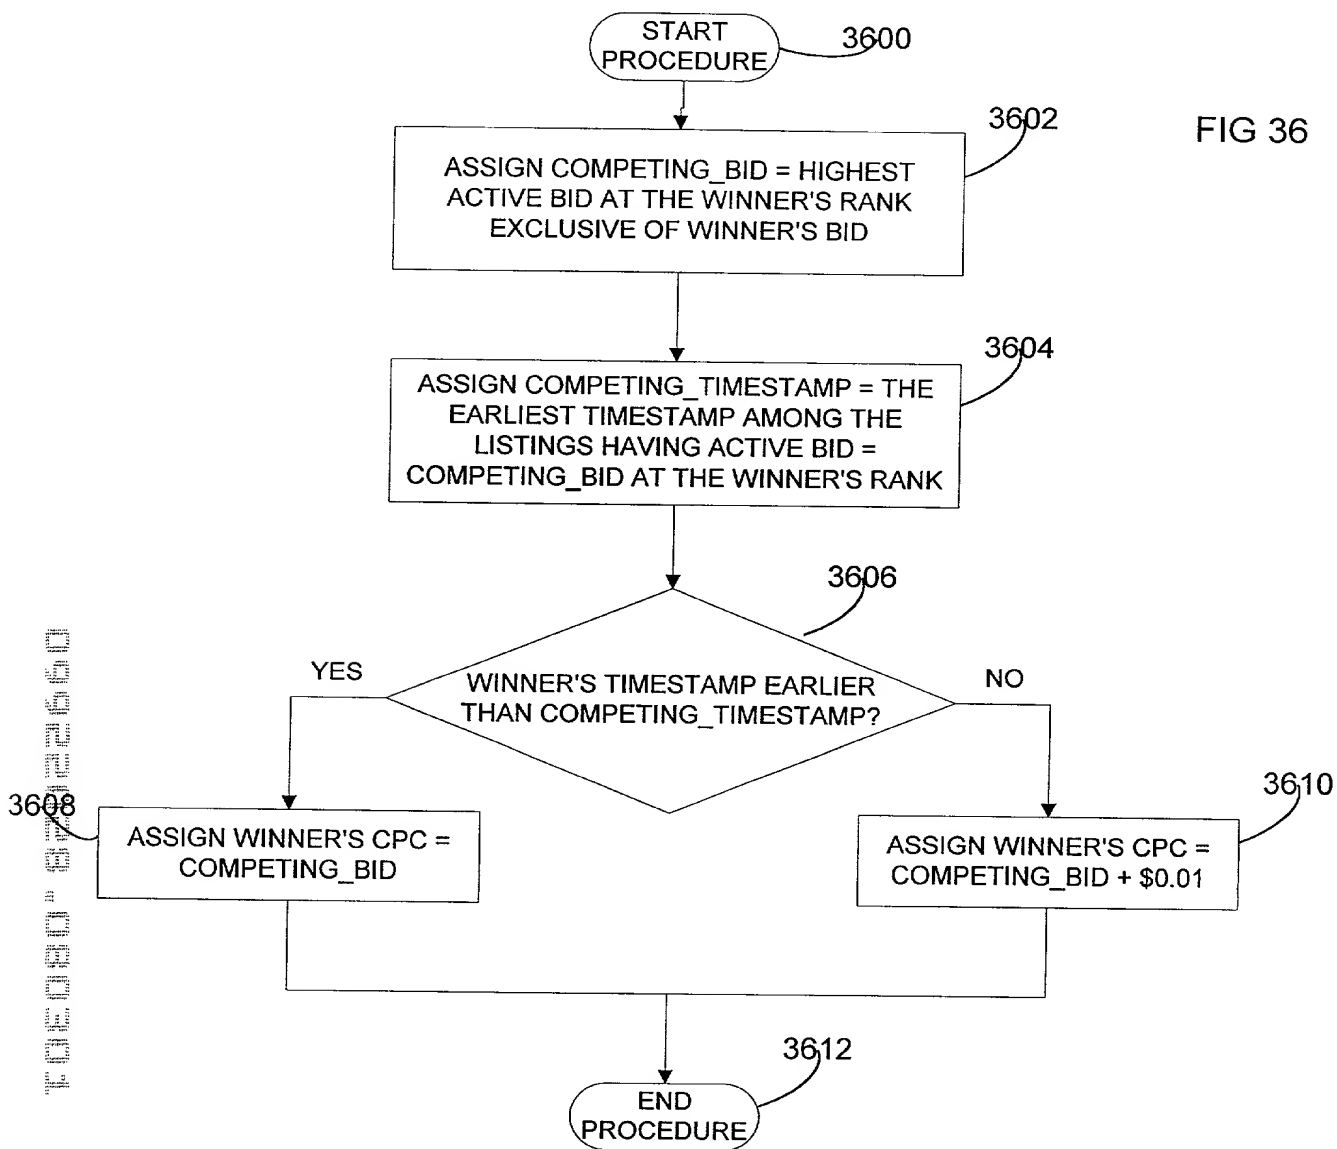 START
PROCEDURE
3600
3602
FIG 36
ASSIGN COMPETING_BID = HIGHEST
ACTIVE BID AT THE WINNER'S RANK
EXCLUSIVE OF WINNER'S BID
3604
ASSIGN COMPETING_TIMESTAMP = THE
EARLIEST TIMESTAMP AMONG THE
LISTINGS HAVING ACTIVE BID =
COMPETING_BID AT THE WINNER'S RANK
3606
YES
WINNER'S TIMESTAMP EARLIER
THAN COMPETING_TIMESTAMP?
NO
3608
ASSIGN WINNER'S CPC =
COMPETING_BID
3610
ASSIGN WINNER'S CPC =
COMPETING_BID + $0.01
3612
END
PROCEDURE